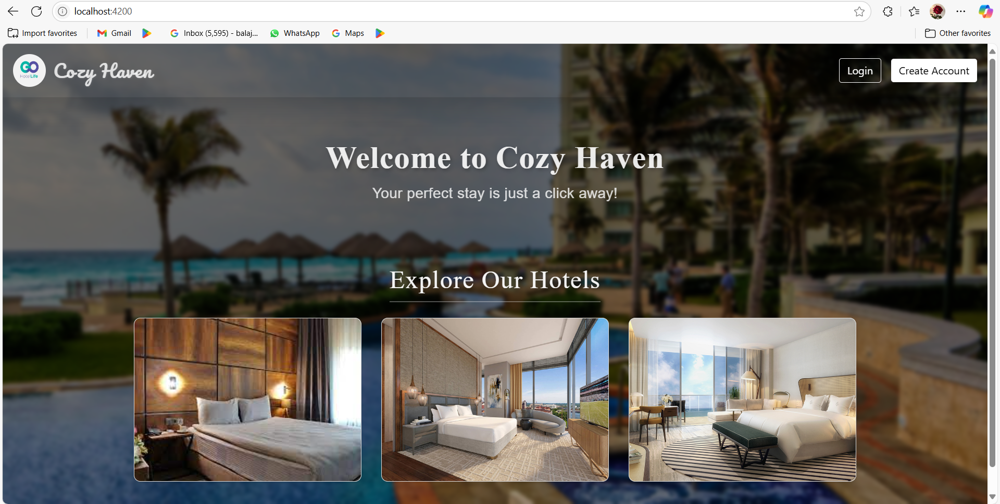 localhost:4200
Import favorites
Gmail
Inbox (5,595) - balaj...
WhatsApp
Maps
Other favorites
GO
HotelLife
Cozy Haven
Login
Create Account
Welcome to Cozy Haven
Your perfect stay is just a click away!
Explore Our Hotels